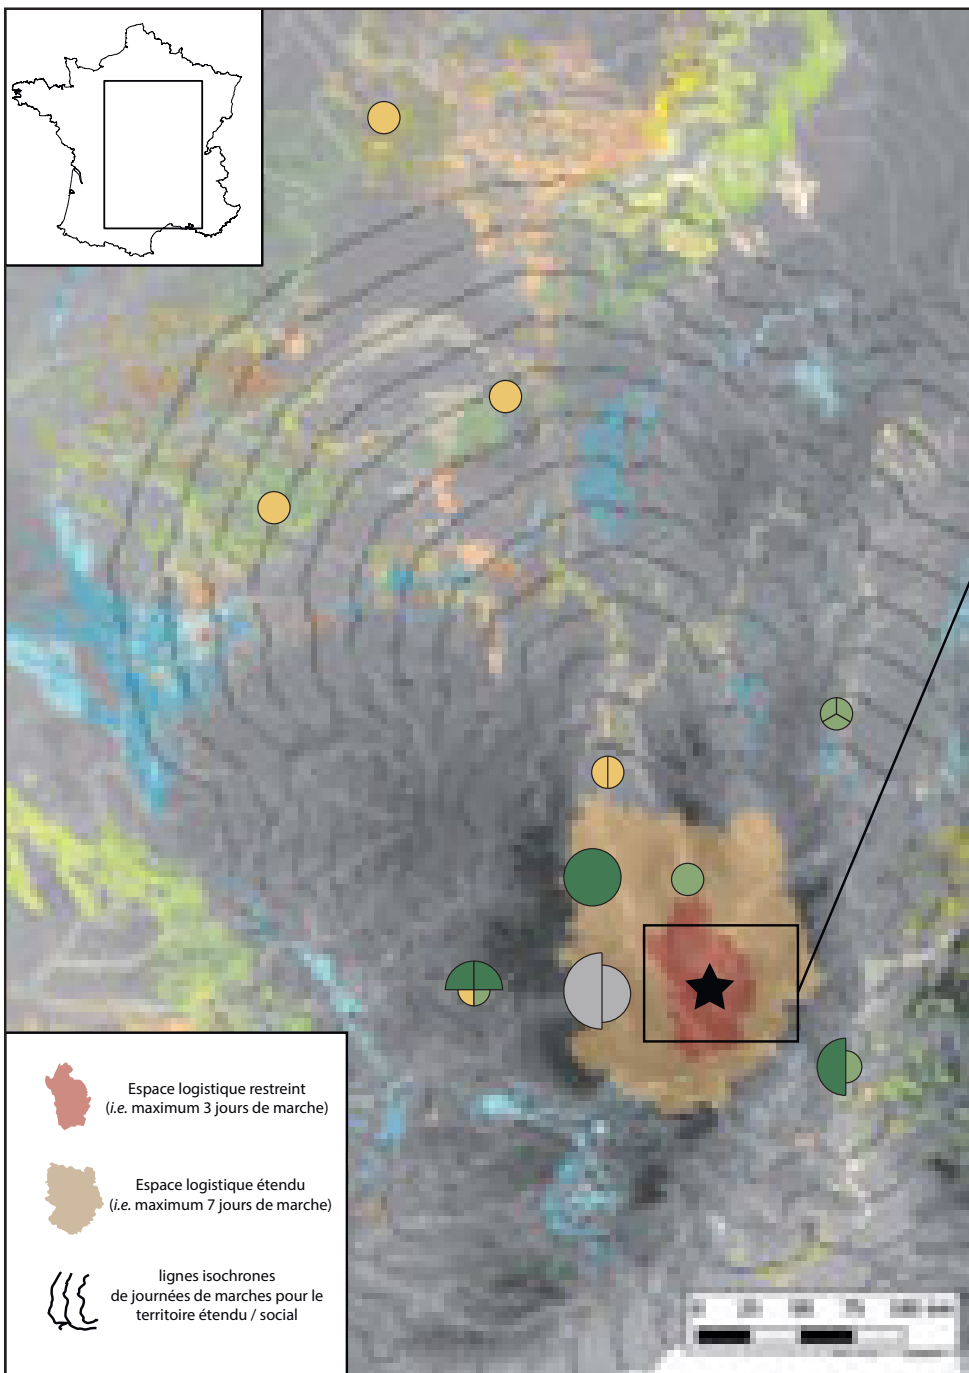 Espace logistique restreint
(i.e. maximum 3 jours de marche)
Espace logistique étendu
(i.e. maximum 7 jours de marche)
lignes isochrones
de journées de marches pour le
territoire étendu / social